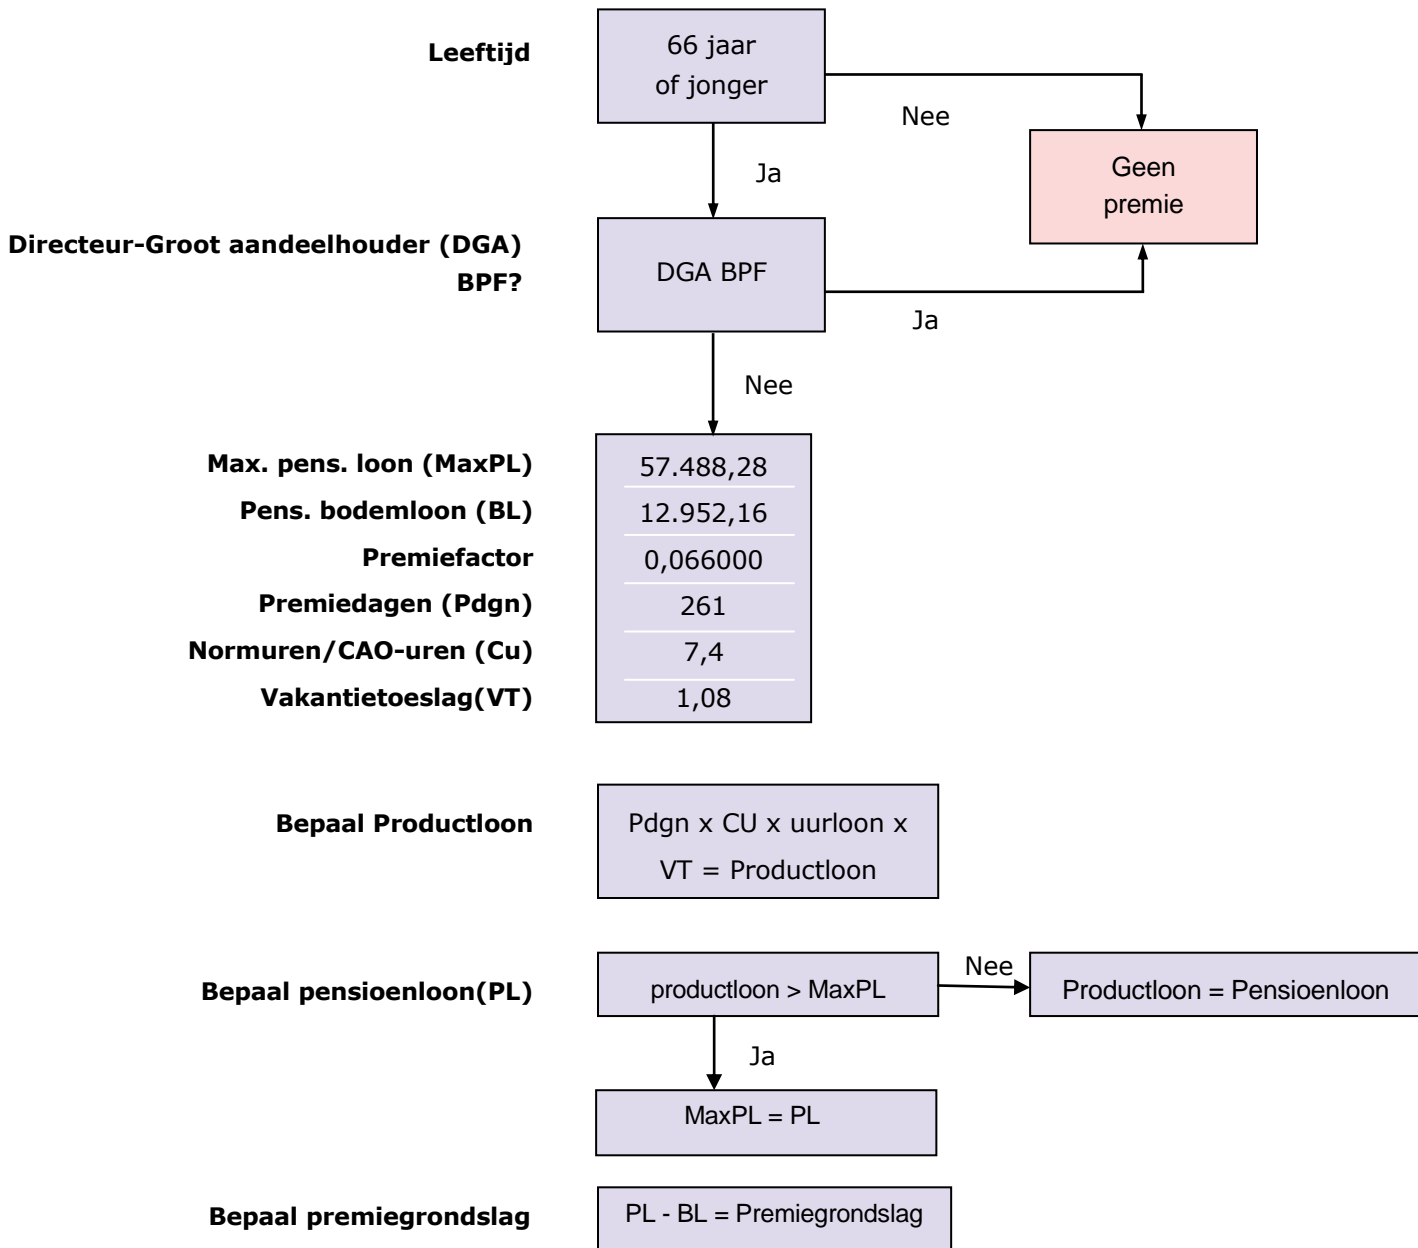 Leeftijd
66 jaar
of jonger
Nee
Geen
premie
Ja
Directeur-Groot aandeelhouder (DGA)
BPF?
DGA BPF
Ja
Nee
Max. pens. loon (MaxPL)
57.488,28
Pens. bodemloon (BL)
12.952,16
Premiefactor
0,066000
Premiedagen (Pdgn)
261
Normuren/CAO-uren (Cu)
7,4
Vakantietoeslag(VT)
1,08
Bepaal Productloon
Pdgn x CU x uurloon x
VT = Productloon
Bepaal pensioenloon(PL)
productloon > MaxPL
Nee
Productloon = Pensioenloon
Ja
MaxPL = PL
Bepaal premiegrondslag
PL - BL = Premiegrondslag